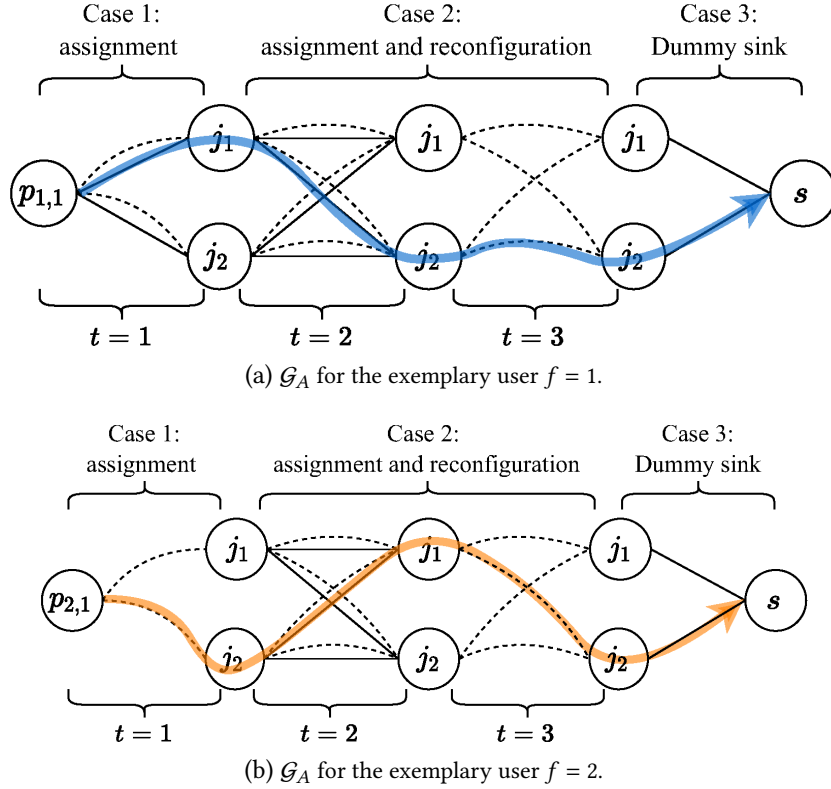 Case 1: Case 2: Case 3:
assignment assignment and reconfiguration Dummy sink
j₁ j₁ j₁
p₁,₁ s
j₂ j₂ j₂
t = 1 t = 2 t = 3
(a) 𝒢_A for the exemplary user f = 1.
Case 1: Case 2: Case 3:
assignment assignment and reconfiguration Dummy sink
j₁ j₁ j₁
p₂,₁ s
j₂ j₂ j₂
t = 1 t = 2 t = 3
(b) 𝒢_A for the exemplary user f = 2.